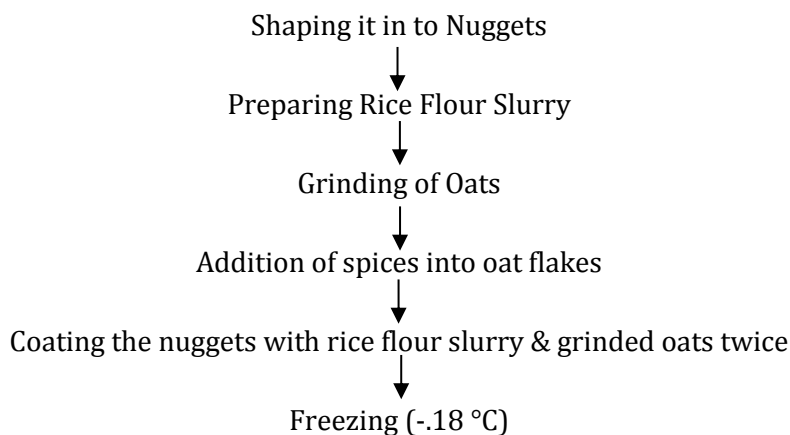 Shaping it in to Nuggets
Preparing Rice Flour Slurry
Grinding of Oats
Addition of spices into oat flakes
Coating the nuggets with rice flour slurry & grinded oats twice
Freezing (-.18 °C)